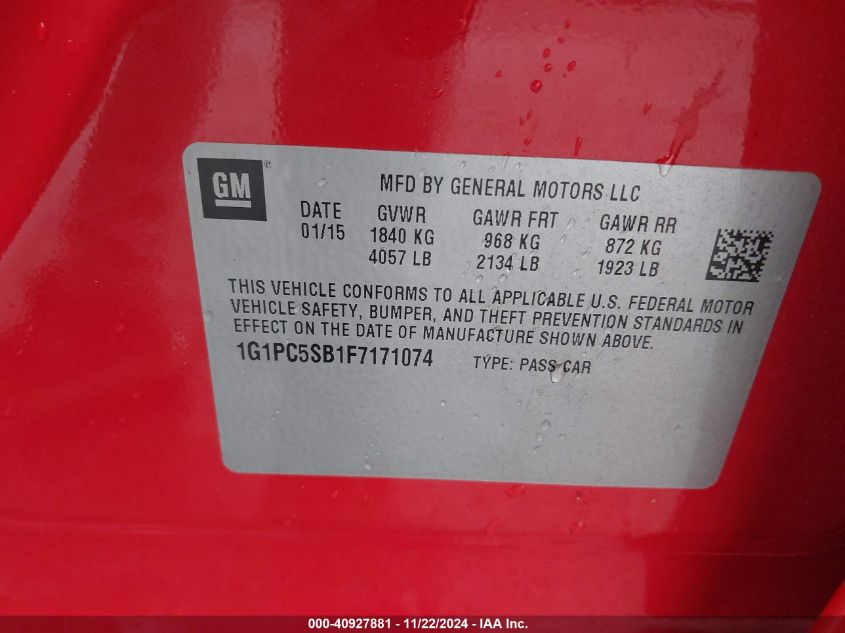 GM®
MFD BY GENERAL MOTORS LLC
DATE GVWR GAWR FRT GAWR RR
01/15 1840 KG 968 KG 872 KG
4057 LB 2134 LB 1923 LB
THIS VEHICLE CONFORMS TO ALL APPLICABLE U.S. FEDERAL MOTOR
VEHICLE SAFETY, BUMPER, AND THEFT PREVENTION STANDARDS IN
EFFECT ON THE DATE OF MANUFACTURE SHOWN ABOVE.
1G1PC5SB1F7171074 TYPE: PASS CAR
000-40927881 - 11/22/2024 - IAA Inc.